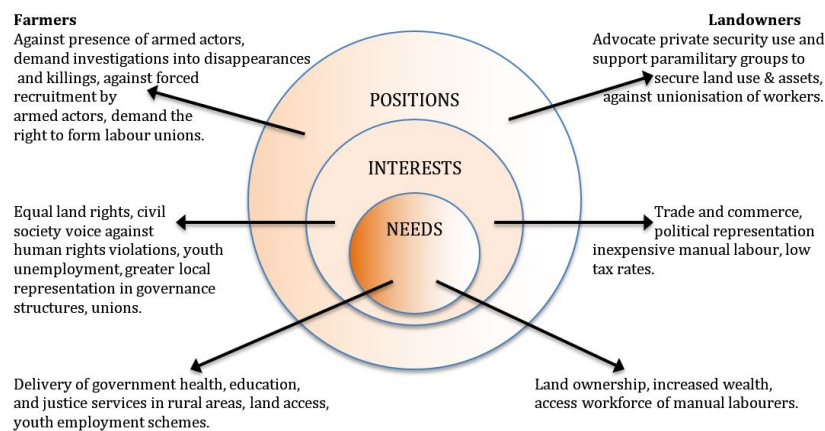 Farmers
Against presence of armed actors,
demand investigations into disappearances
and killings, against forced
recruitment by
armed actors, demand the
right to form labour unions.
Landowners
Advocate private security use and
support paramilitary groups to
secure land use & assets,
against unionisation of workers.
POSITIONS
INTERESTS
NEEDS
Equal land rights, civil
society voice against
human rights violations, youth
unemployment, greater local
representation in governance
structures, unions.
Trade and commerce,
political representation
inexpensive manual labour, low
tax rates.
Delivery of government health, education,
and justice services in rural areas, land access,
youth employment schemes.
Land ownership, increased wealth,
access workforce of manual labourers.